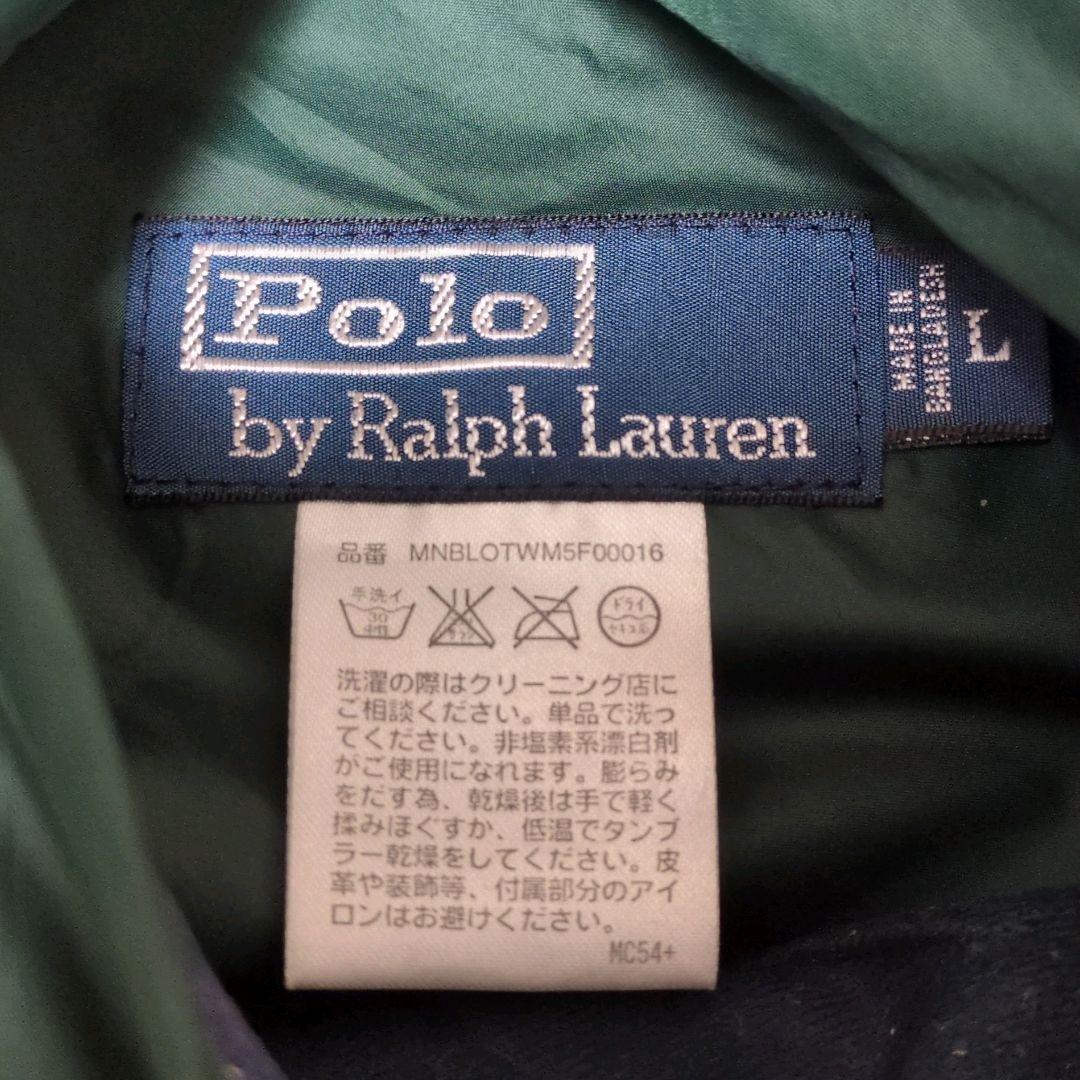 Polo
by Ralph Lauren
MADE IN
BANGLADESH
L
品番 MNBLOTWM5F00016
手洗イ
30
ドライ
セキユ系
洗濯の際はクリーニング店に
ご相談ください。単品で洗っ
てください。非塩素系漂白剤
がご使用になれます。膨らみ
をだす為、乾燥後は手で軽く
揉みほぐすか、低温でタンブ
ラー乾燥をしてください。皮
革や装飾等、付属部分のアイ
ロンはお避けください。
MC54+